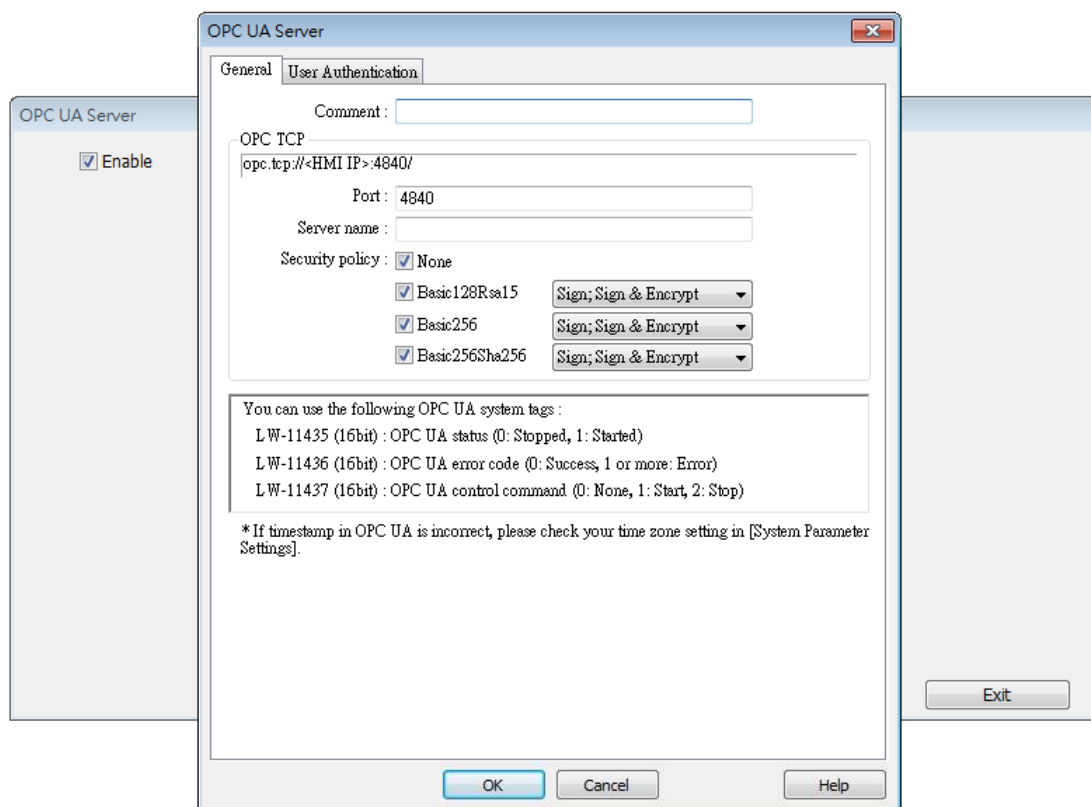 OPC UA Server
General
User Authentication
OPC UA Server
Enable
Comment :
OPC TCP
opc.tcp://<HMI IP>:4840/
Port : 4840
Server name :
Security policy : None
Basic128Rsa15 Sign; Sign & Encrypt
Basic256 Sign; Sign & Encrypt
Basic256Sha256 Sign; Sign & Encrypt
You can use the following OPC UA system tags :
LW-11435 (16bit) : OPC UA status (0: Stopped, 1: Started)
LW-11436 (16bit) : OPC UA error code (0: Success, 1 or more: Error)
LW-11437 (16bit) : OPC UA control command (0: None, 1: Start, 2: Stop)
* If timestamp in OPC UA is incorrect, please check your time zone setting in [System Parameter
Settings].
Exit
OK
Cancel
Help